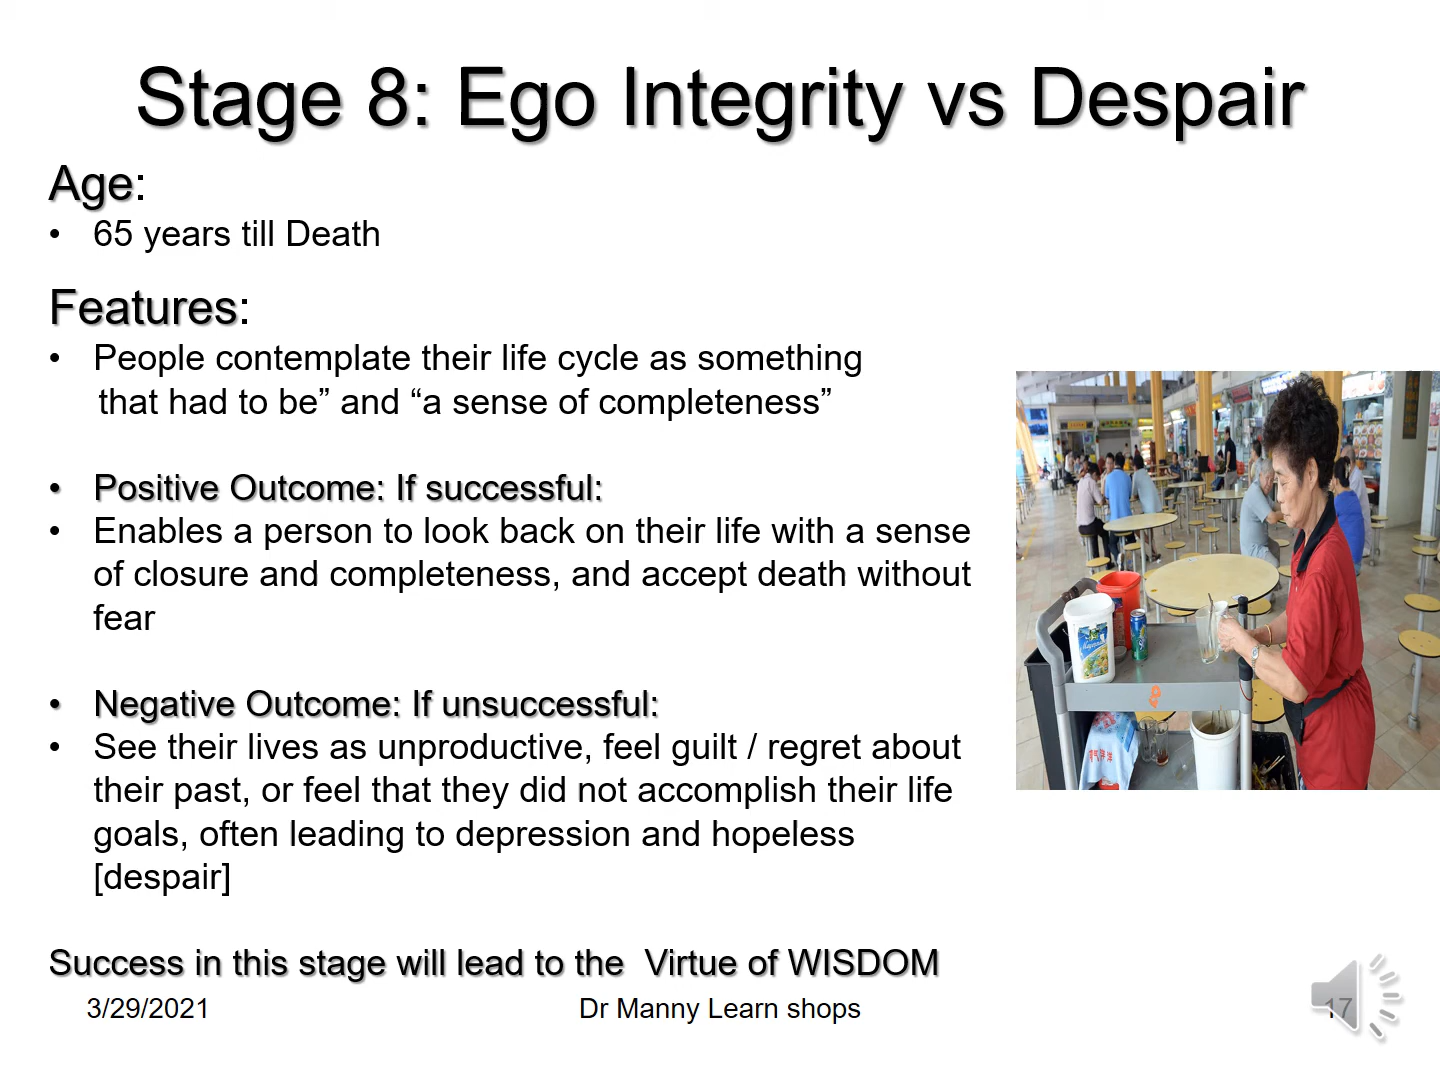 Stage 8: Ego Integrity vs Despair
Age:
• 65 years till Death
Features:
• People contemplate their life cycle as something
that had to be” and “a sense of completeness”
• Positive Outcome: If successful:
• Enables a person to look back on their life with a sense
of closure and completeness, and accept death without
fear
• Negative Outcome: If unsuccessful:
• See their lives as unproductive, feel guilt / regret about
their past, or feel that they did not accomplish their life
goals, often leading to depression and hopeless
[despair]
Success in this stage will lead to the  Virtue of WISDOM
3/29/2021
Dr Manny Learn shops
17